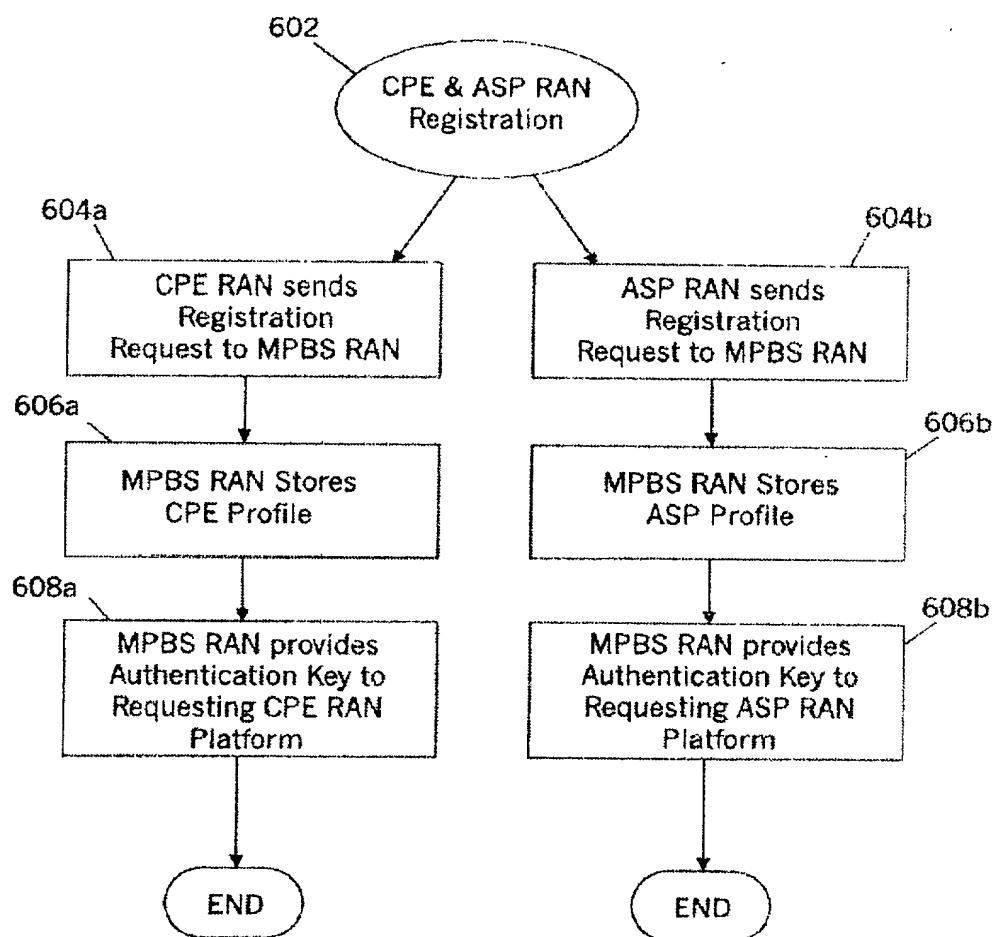 602
CPE & ASP RAN
Registration
604a
CPE RAN sends
Registration
Request to MPBS RAN
604b
ASP RAN sends
Registration
Request to MPBS RAN
606a
MPBS RAN Stores
CPE Profile
606b
MPBS RAN Stores
ASP Profile
608a
MPBS RAN provides
Authentication Key to
Requesting CPE RAN
Platform
608b
MPBS RAN provides
Authentication Key to
Requesting ASP RAN
Platform
END
END